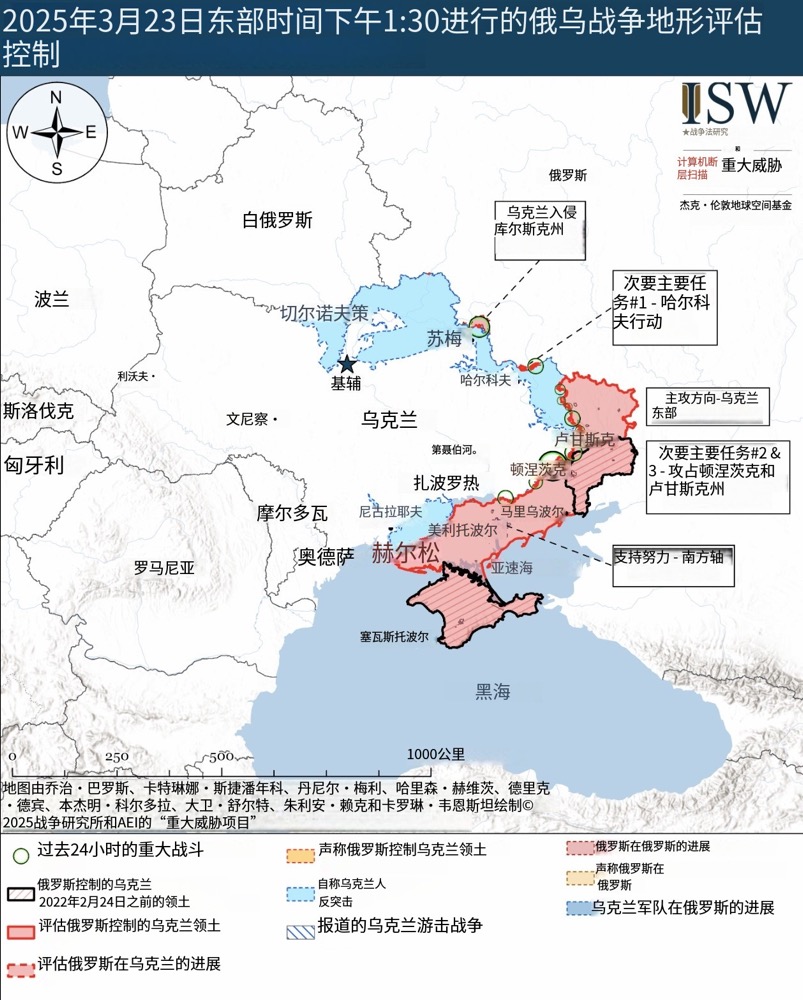 2025年3月23日东部时间下午1:30进行的俄乌战争地形评估
控制
N
W
E
S
ISW
★战争法研究
和
计算机断
层扫描
重大威胁
杰克·伦敦地球空间基金
俄罗斯
乌克兰入侵
库尔斯克州
白俄罗斯
次要主要任
务#1 - 哈尔科
夫行动
波兰
切尔诺夫策
苏梅
利沃夫·
基辅
哈尔科夫
主攻方向-乌克兰
东部
斯洛伐克
文尼察·
乌克兰
卢甘斯克
第聂伯河。
次要主要任务#2 &
3 - 攻占顿涅茨克和
卢甘斯克州
匈牙利
顿涅茨克
扎波罗热
摩尔多瓦
尼古拉耶夫
马里乌波尔
美利托波尔
奥德萨
赫尔松
支持努力 - 南方轴
罗马尼亚
亚速海
塞瓦斯托波尔
黑海
0
250
500
1000公里
地图由乔治·巴罗斯、卡特琳娜·斯捷潘年科、丹尼尔·梅利、哈里森·赫维茨、德里克
·德宾、本杰明·科尔多拉、大卫·舒尔特、朱利安·赖克和卡罗琳·韦恩斯坦绘制©
2025战争研究所和AEI的“重大威胁项目”
过去24小时的重大战斗
俄罗斯控制的乌克兰
2022年2月24日之前的领土
评估俄罗斯控制的乌克兰领土
评估俄罗斯在乌克兰的进展
声称俄罗斯控制乌克兰领土
自称乌克兰人
反突击
报道的乌克兰游击战争
俄罗斯在俄罗斯的进展
声称俄罗斯在
俄罗斯
乌克兰军队在俄罗斯的进展